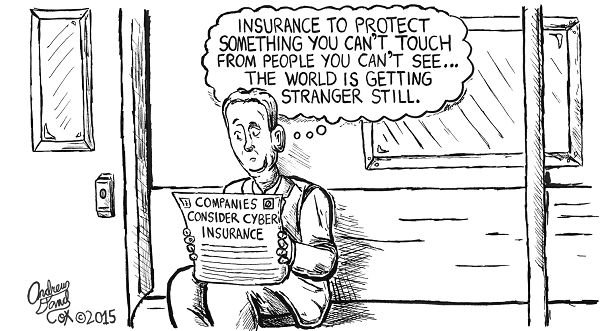 INSURANCE TO PROTECT
SOMETHING YOU CAN'T TOUCH
FROM PEOPLE YOU CAN'T SEE...
THE WORLD IS GETTING
STRANGER STILL.
COMPANIES
CONSIDER CYBER
INSURANCE
Andrew
David
Cox ©2015